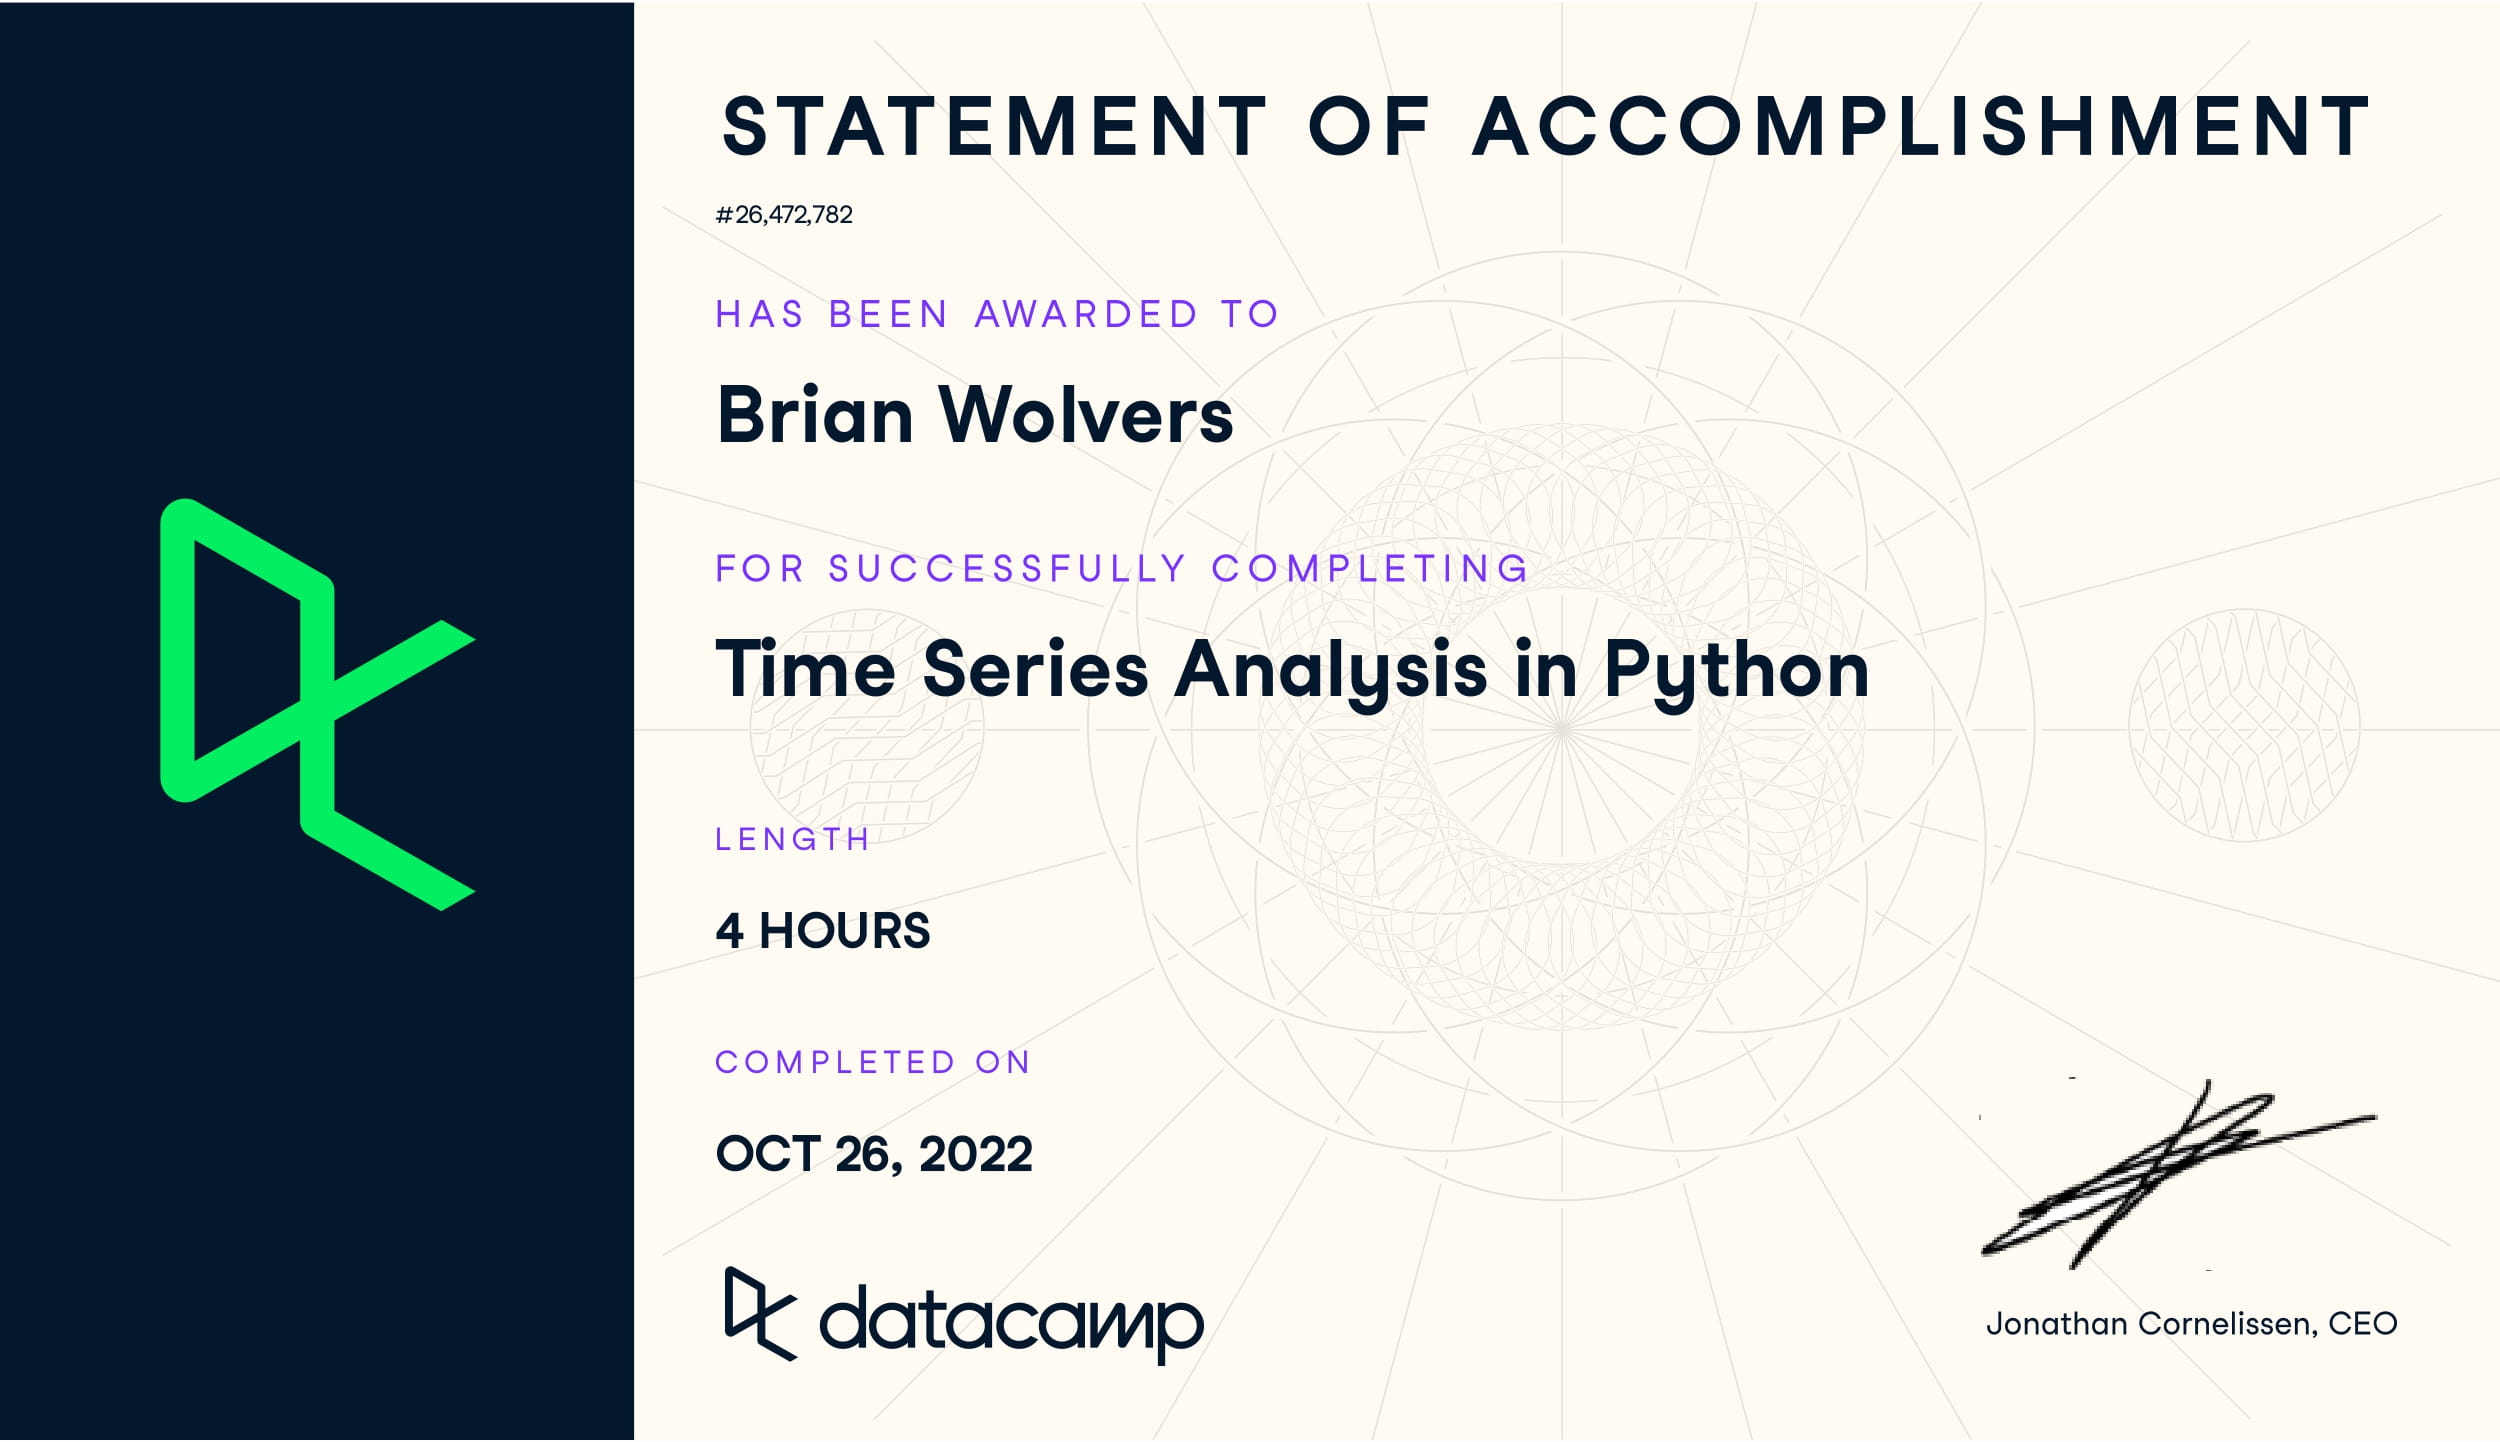 STATEMENT OF ACCOMPLISHMENT
#26,472,782
HAS BEEN AWARDED TO
Brian Wolvers
FOR SUCCESSFULLY COMPLETING
Time Series Analysis in Python
LENGTH
4 HOURS
COMPLETED ON
OCT 26, 2022
datacamp
Jonathan Cornelissen, CEO